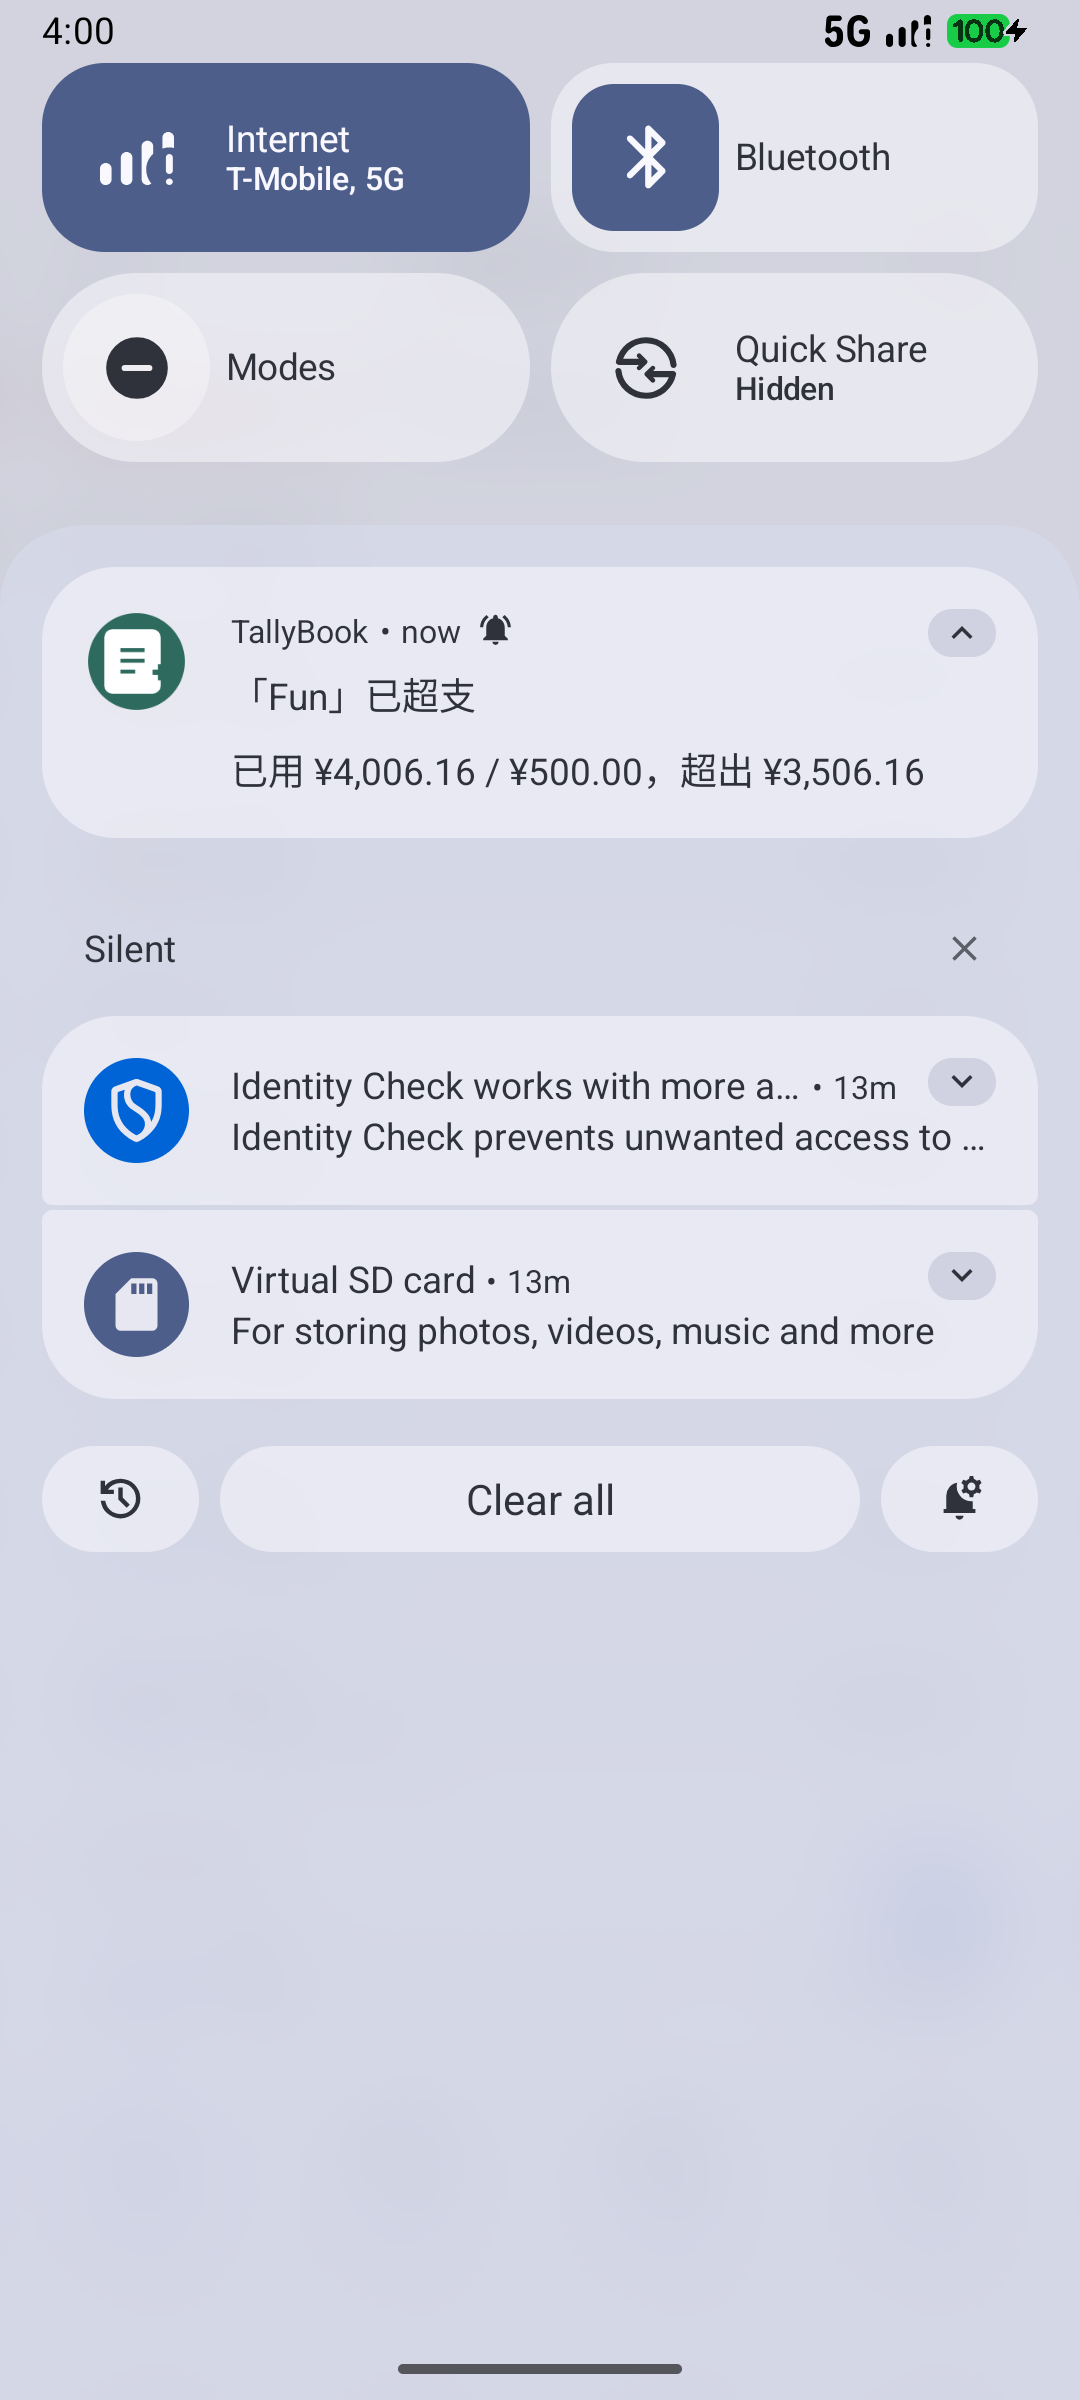 4:00
5G
100
Internet
T-Mobile, 5G
Bluetooth
Modes
Quick Share
Hidden
TallyBook • now
「Fun」已超支
已用 ¥4,006.16 / ¥500.00，超出 ¥3,506.16
Silent
Identity Check works with more a... • 13m
Identity Check prevents unwanted access to ...
Virtual SD card • 13m
For storing photos, videos, music and more
Clear all